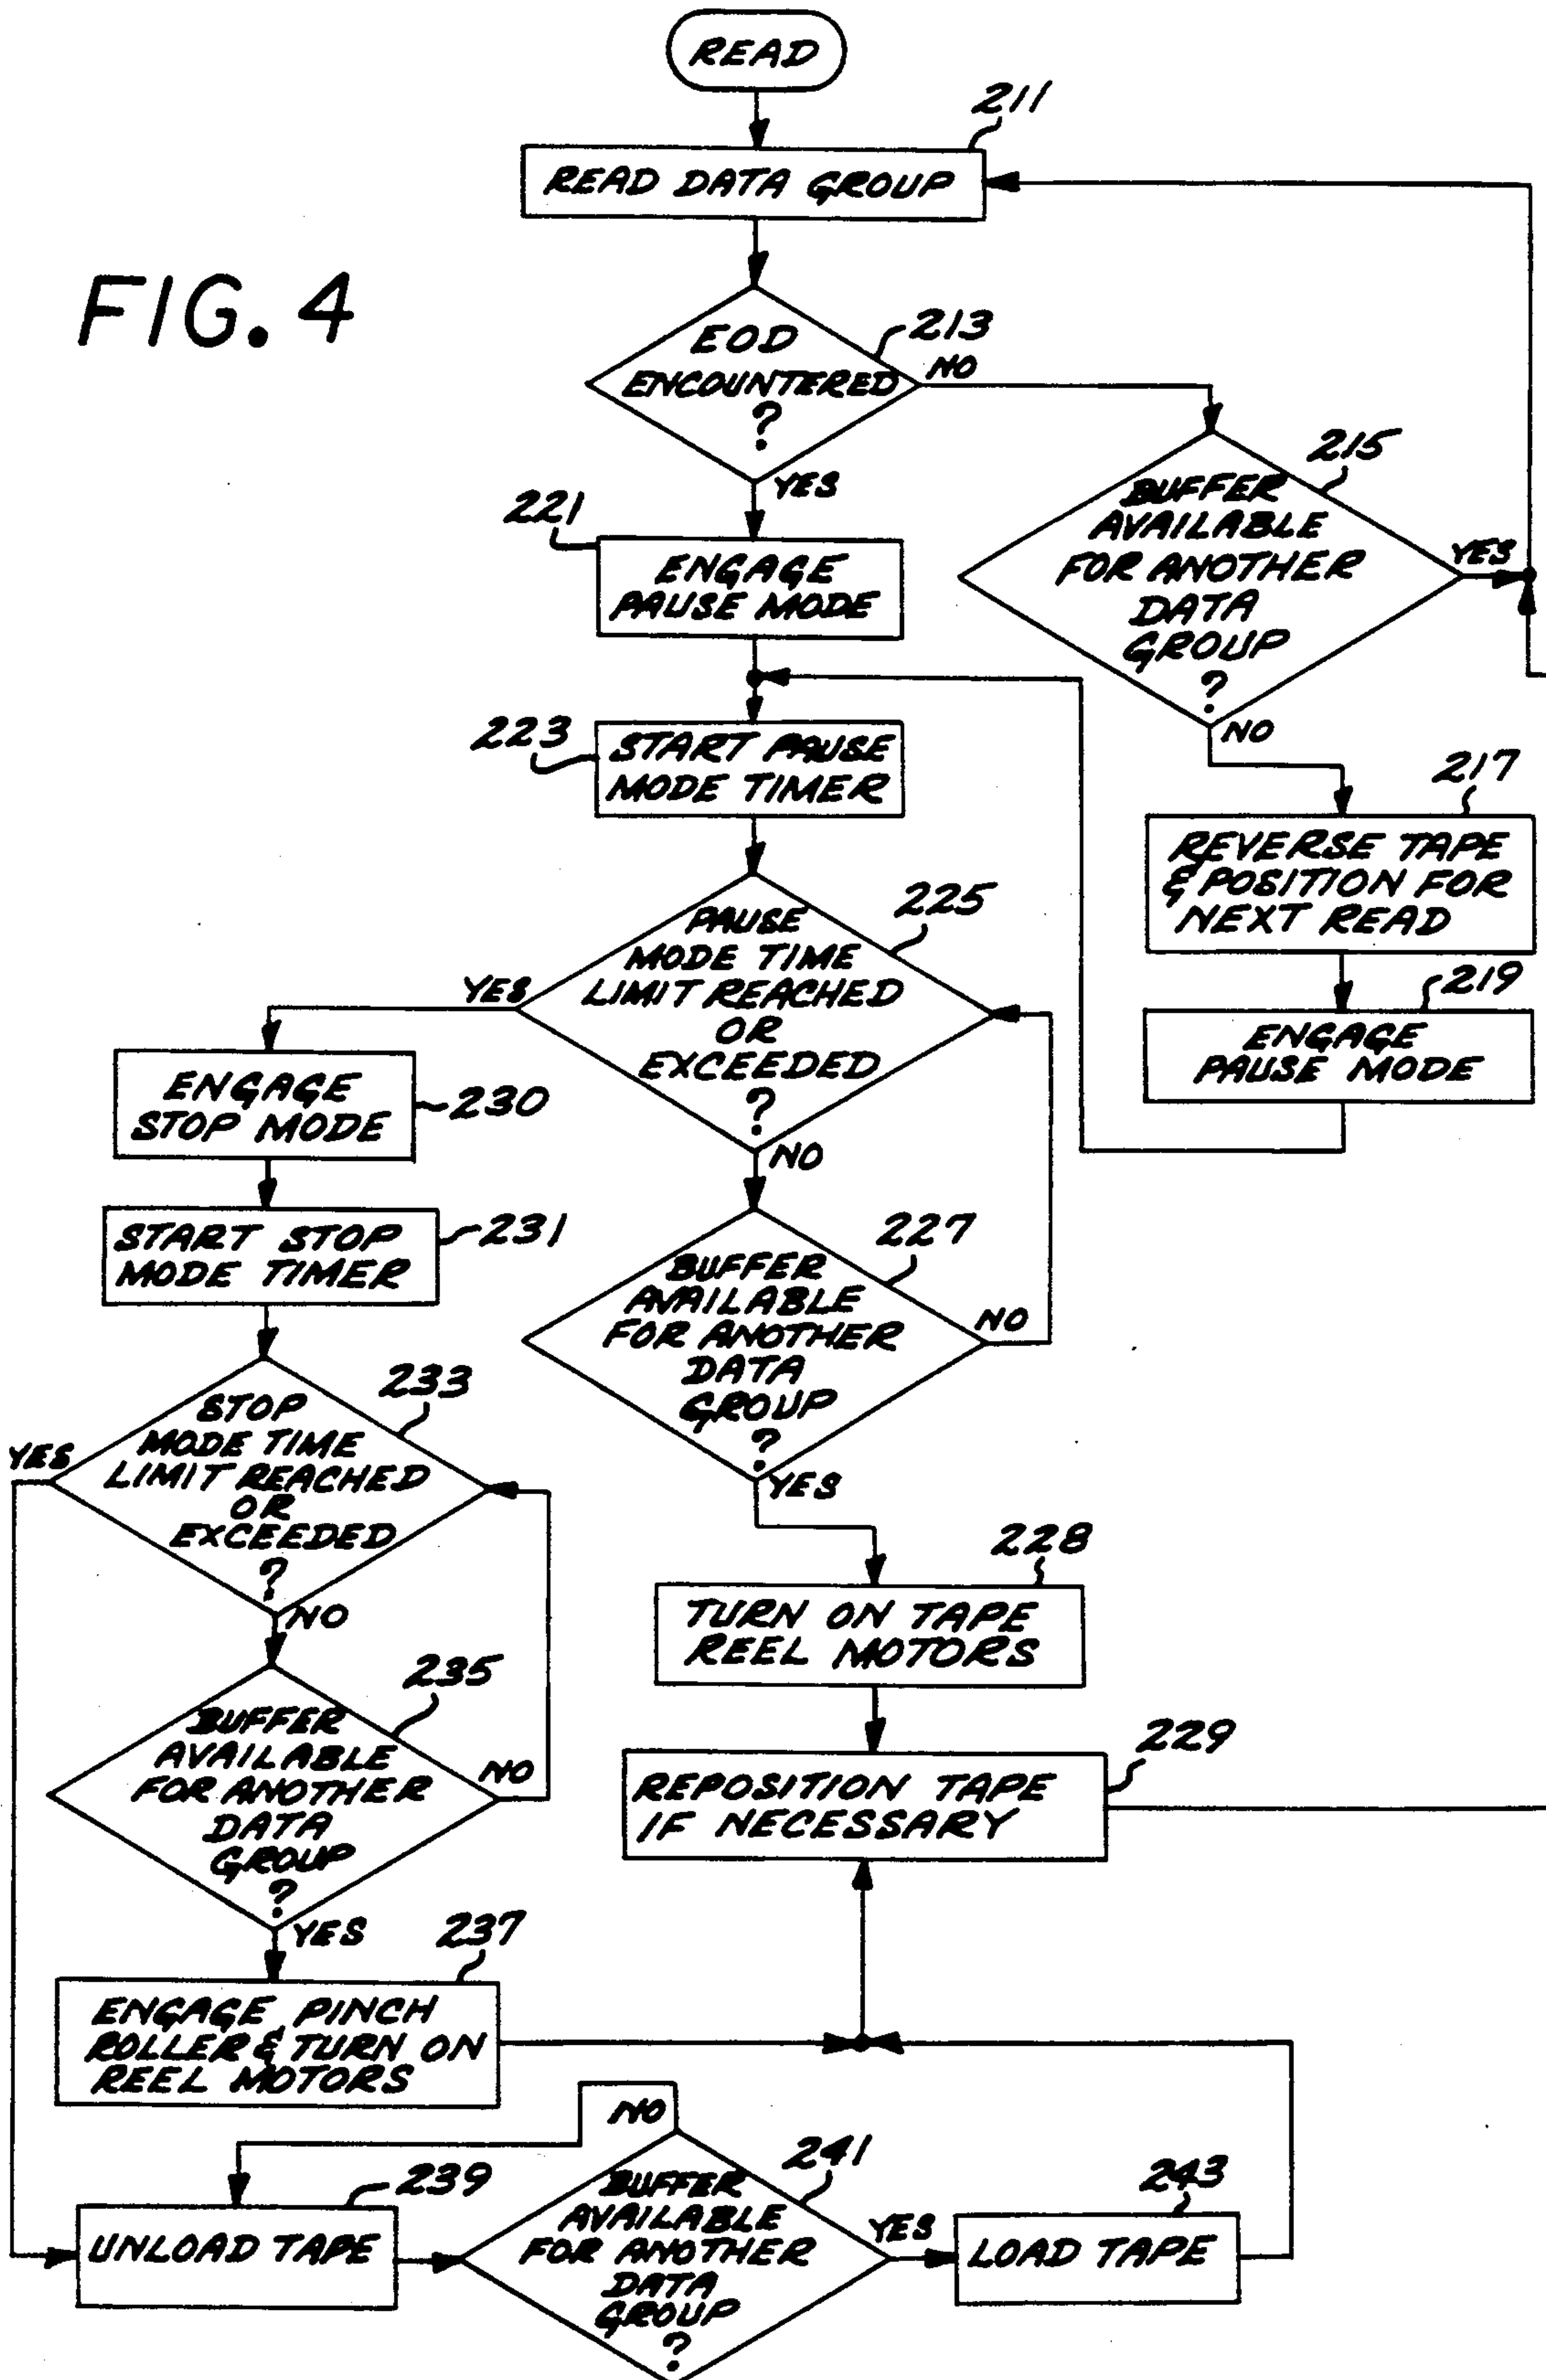 READ
211
READ DATA GROUP
FIG. 4
213
EOD
ENCOUNTERED
?
NO
YES
215
BUFFER
AVAILABLE
FOR ANOTHER
DATA
GROUP
?
YES
NO
221
ENGAGE
PAUSE MODE
223
START PAUSE
MODE TIMER
217
REVERSE TAPE
& POSITION FOR
NEXT READ
219
ENGAGE
PAUSE MODE
225
PAUSE
MODE TIME
LIMIT REACHED
OR
EXCEEDED
?
YES
NO
ENGAGE
STOP MODE
230
START STOP
MODE TIMER
231
227
BUFFER
AVAILABLE
FOR ANOTHER
DATA
GROUP
?
NO
YES
233
STOP
MODE TIME
LIMIT REACHED
OR
EXCEEDED
?
YES
NO
228
TURN ON TAPE
REEL MOTORS
235
BUFFER
AVAILABLE
FOR ANOTHER
DATA
GROUP
?
NO
YES
229
REPOSITION TAPE
IF NECESSARY
237
ENGAGE PINCH
ROLLER & TURN ON
REEL MOTORS
NO
239
UNLOAD TAPE
241
BUFFER
AVAILABLE
FOR ANOTHER
DATA
GROUP
?
YES
243
LOAD TAPE